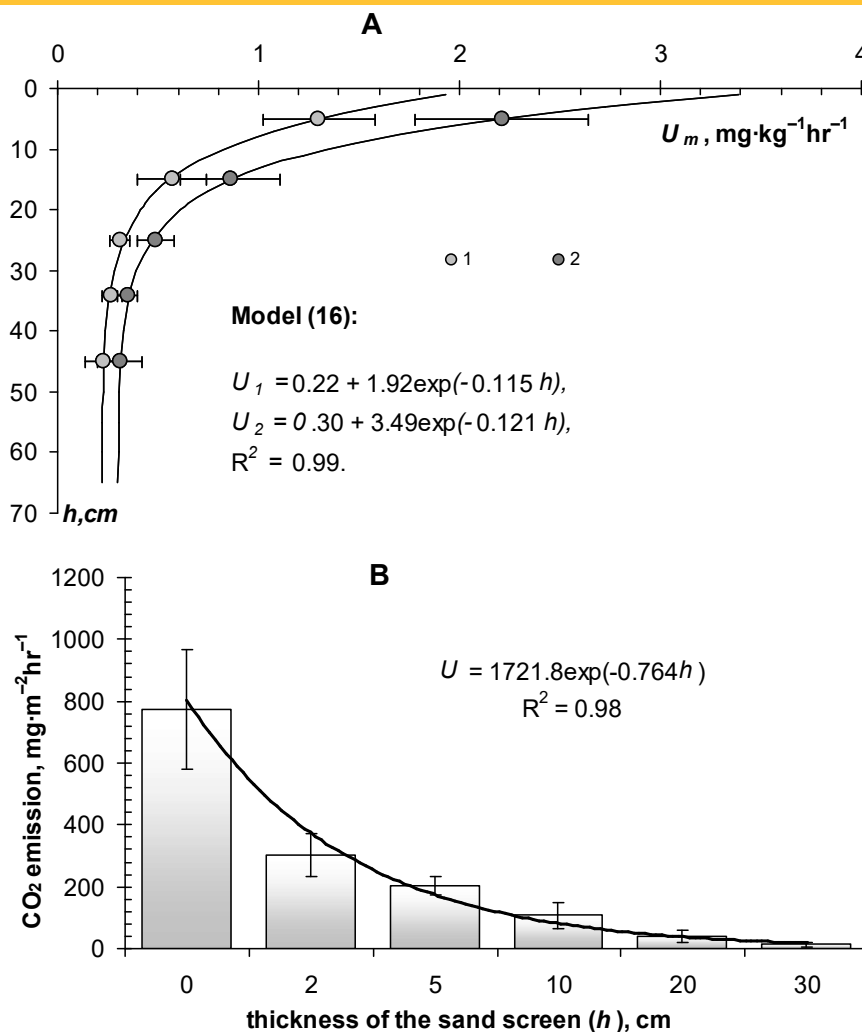 A
0 1 2 3 4
0
10
20
30
40
50
60
70
U m , mg·kg⁻¹hr⁻¹
1 2
Model (16):
U 1 = 0.22 + 1.92exp(-0.115 h),
U 2 = 0 .30 + 3.49exp(-0.121 h),
R² = 0.99.
h,cm
B
1200
1000
800
600
400
200
0
CO₂ emission, mg·m⁻²hr⁻¹
U = 1721.8exp(-0.764h )
R² = 0.98
0 2 5 10 20 30
thickness of the sand screen (h ), cm